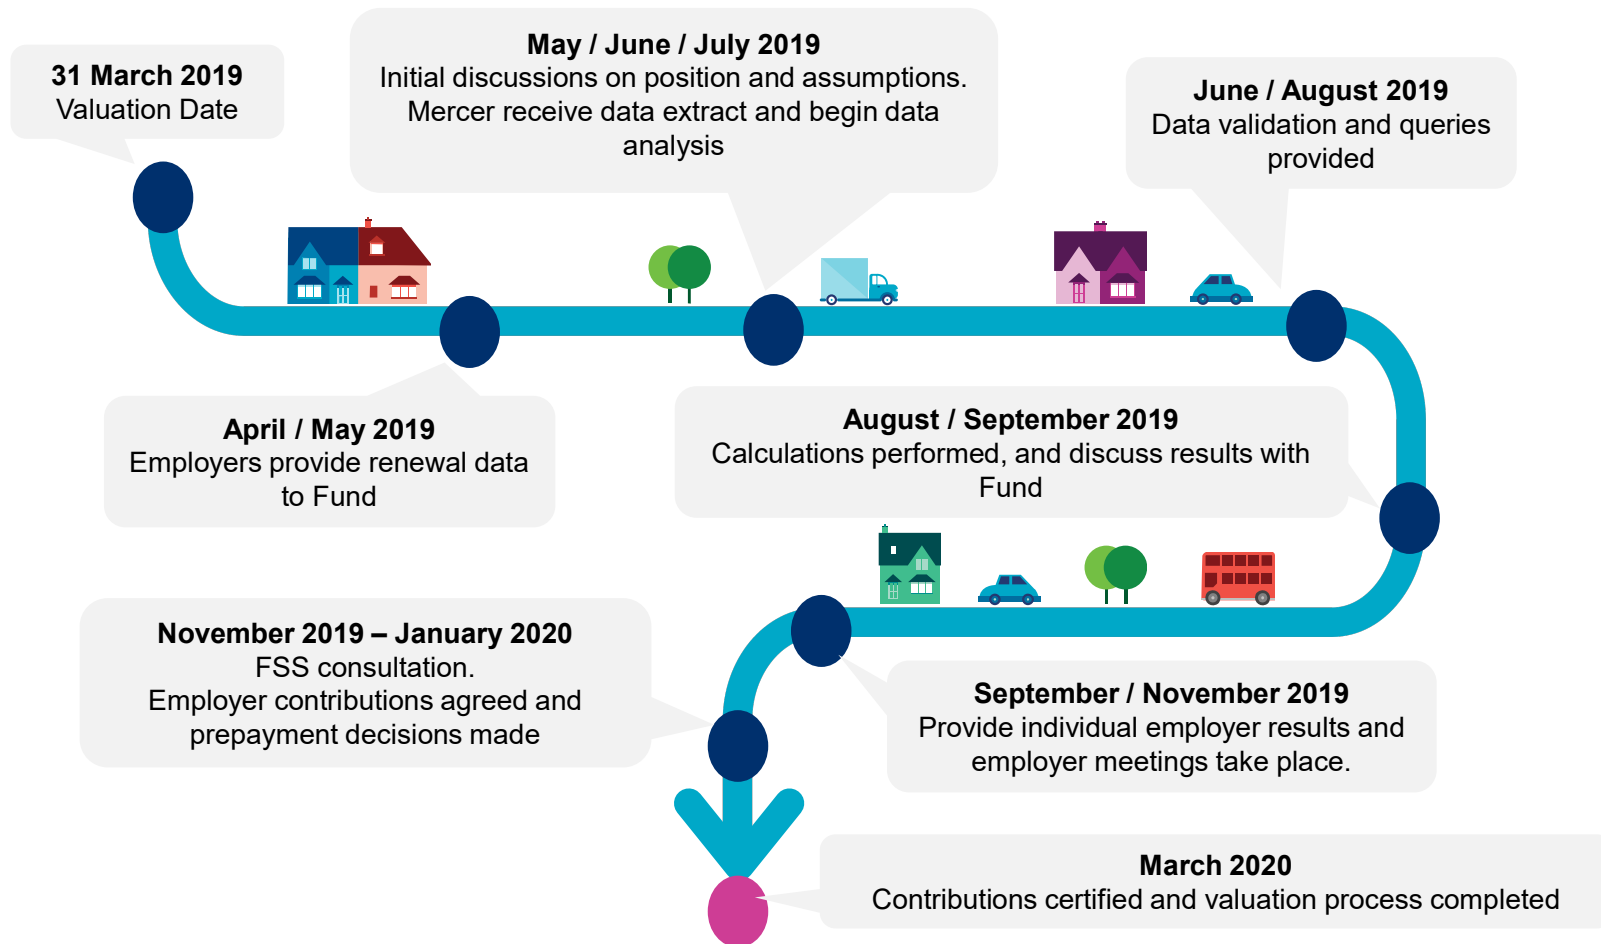 31 March 2019
Valuation Date
May / June / July 2019
Initial discussions on position and assumptions.
Mercer receive data extract and begin data
analysis
June / August 2019
Data validation and queries
provided
April / May 2019
Employers provide renewal data
to Fund
August / September 2019
Calculations performed, and discuss results with
Fund
November 2019 – January 2020
FSS consultation.
Employer contributions agreed and
prepayment decisions made
September / November 2019
Provide individual employer results and
employer meetings take place.
March 2020
Contributions certified and valuation process completed